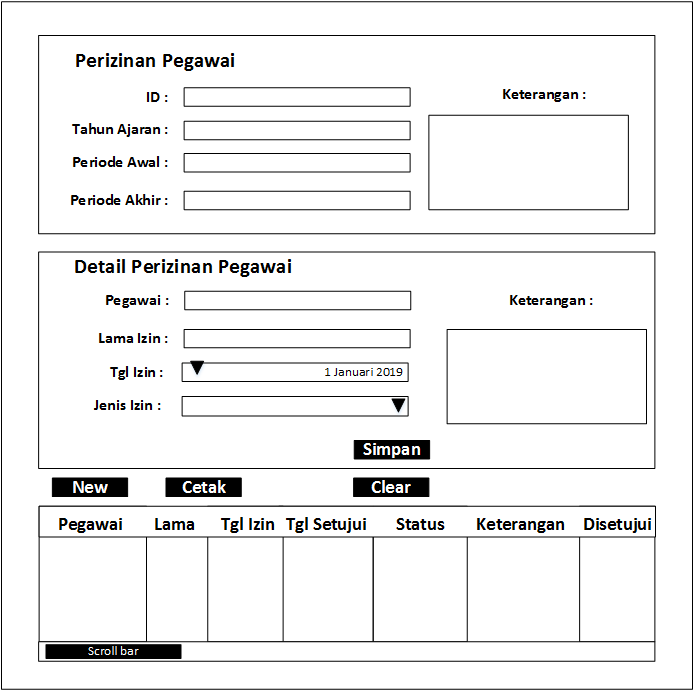 Perizinan Pegawai
ID :
Keterangan :
Tahun Ajaran :
Periode Awal :
Periode Akhir :
Detail Perizinan Pegawai
Pegawai :
Keterangan :
Lama Izin :
Tgl Izin :
1 Januari 2019
Jenis Izin :
Simpan
New Cetak Clear
Pegawai Lama Tgl Izin Tgl Setujui Status Keterangan Disetujui
Scroll bar